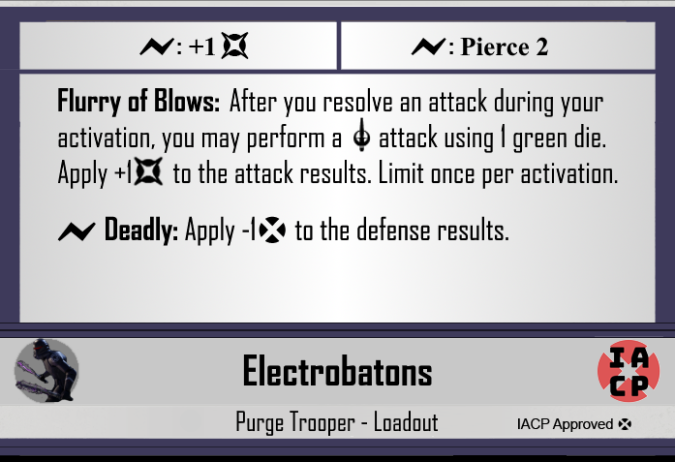 : +1
: Pierce 2
Flurry of Blows: After you resolve an attack during your
activation, you may perform a attack using 1 green die.
Apply +1 to the attack results. Limit once per activation.
Deadly: Apply -1 to the defense results.
Electrobatons
IA
CP
Purge Trooper - Loadout
IACP Approved